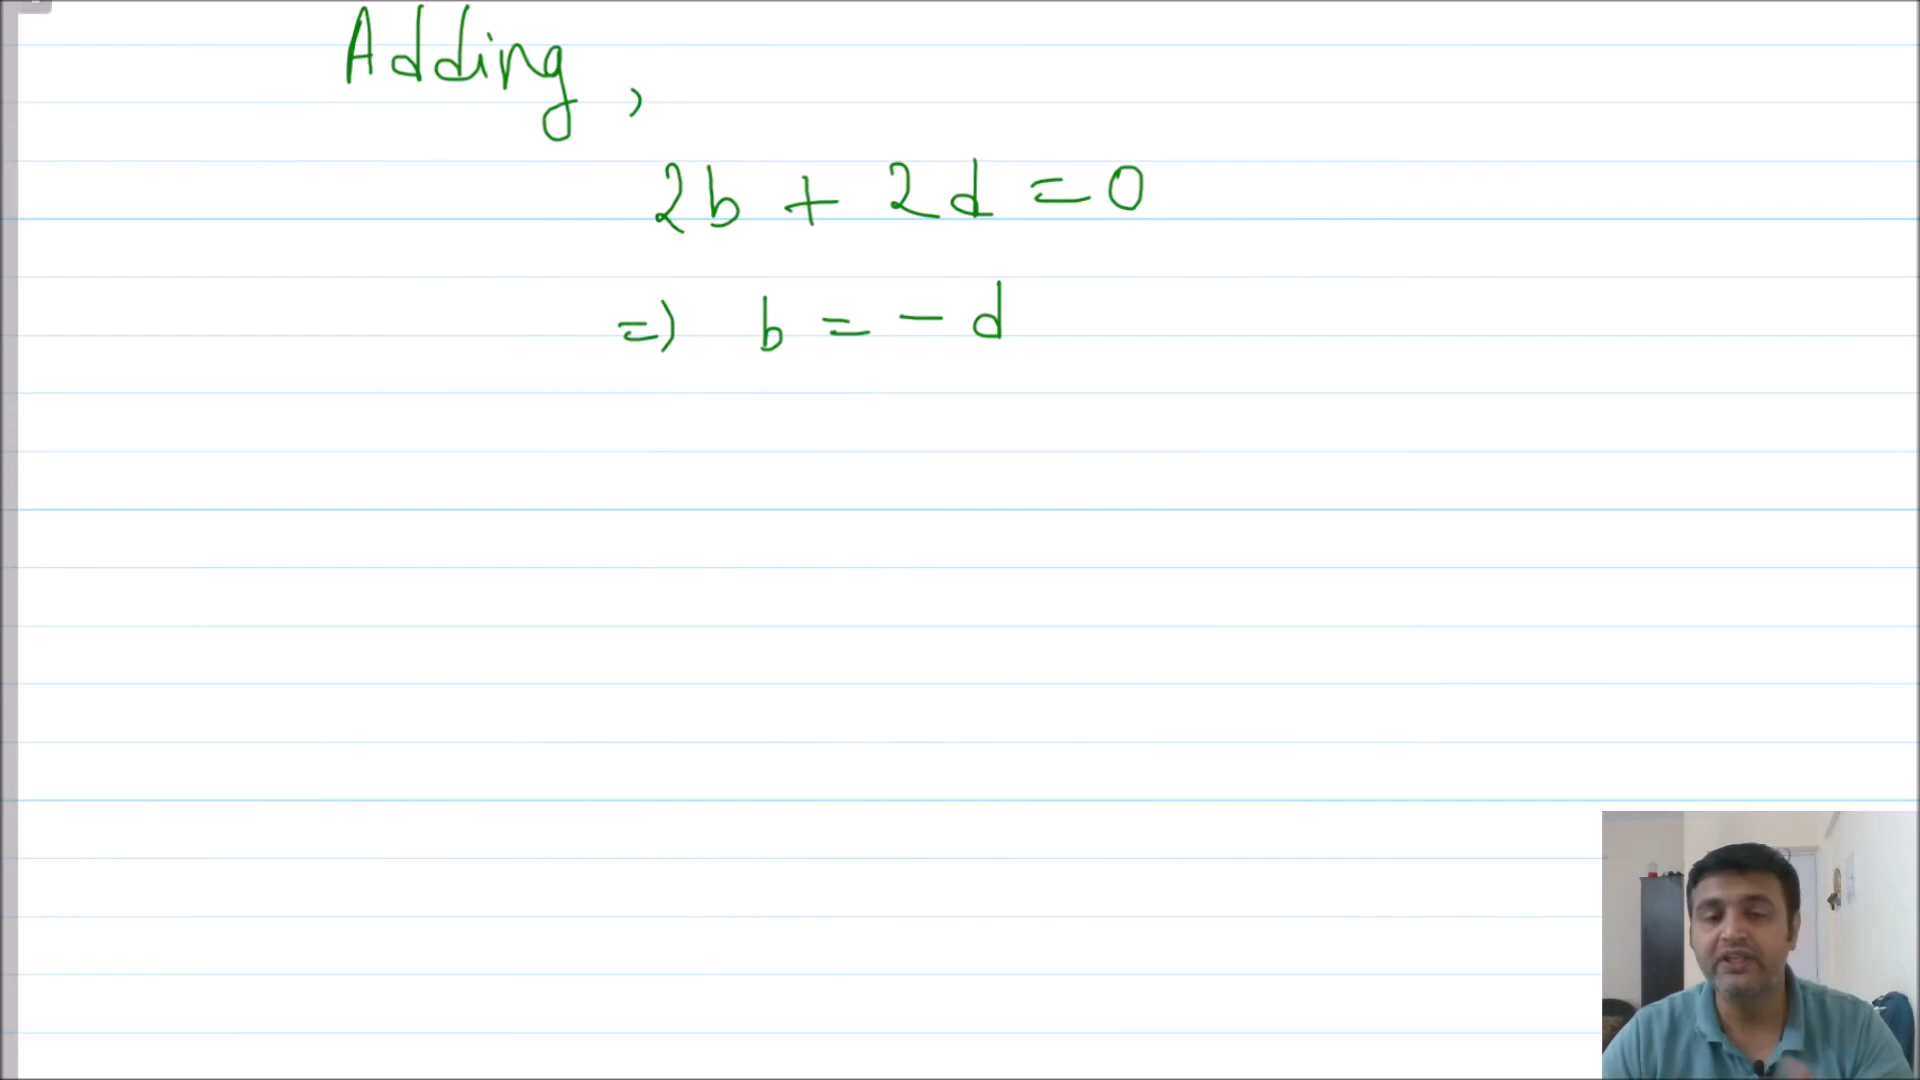 Adding,
2b + 2d = 0
=) b = - d